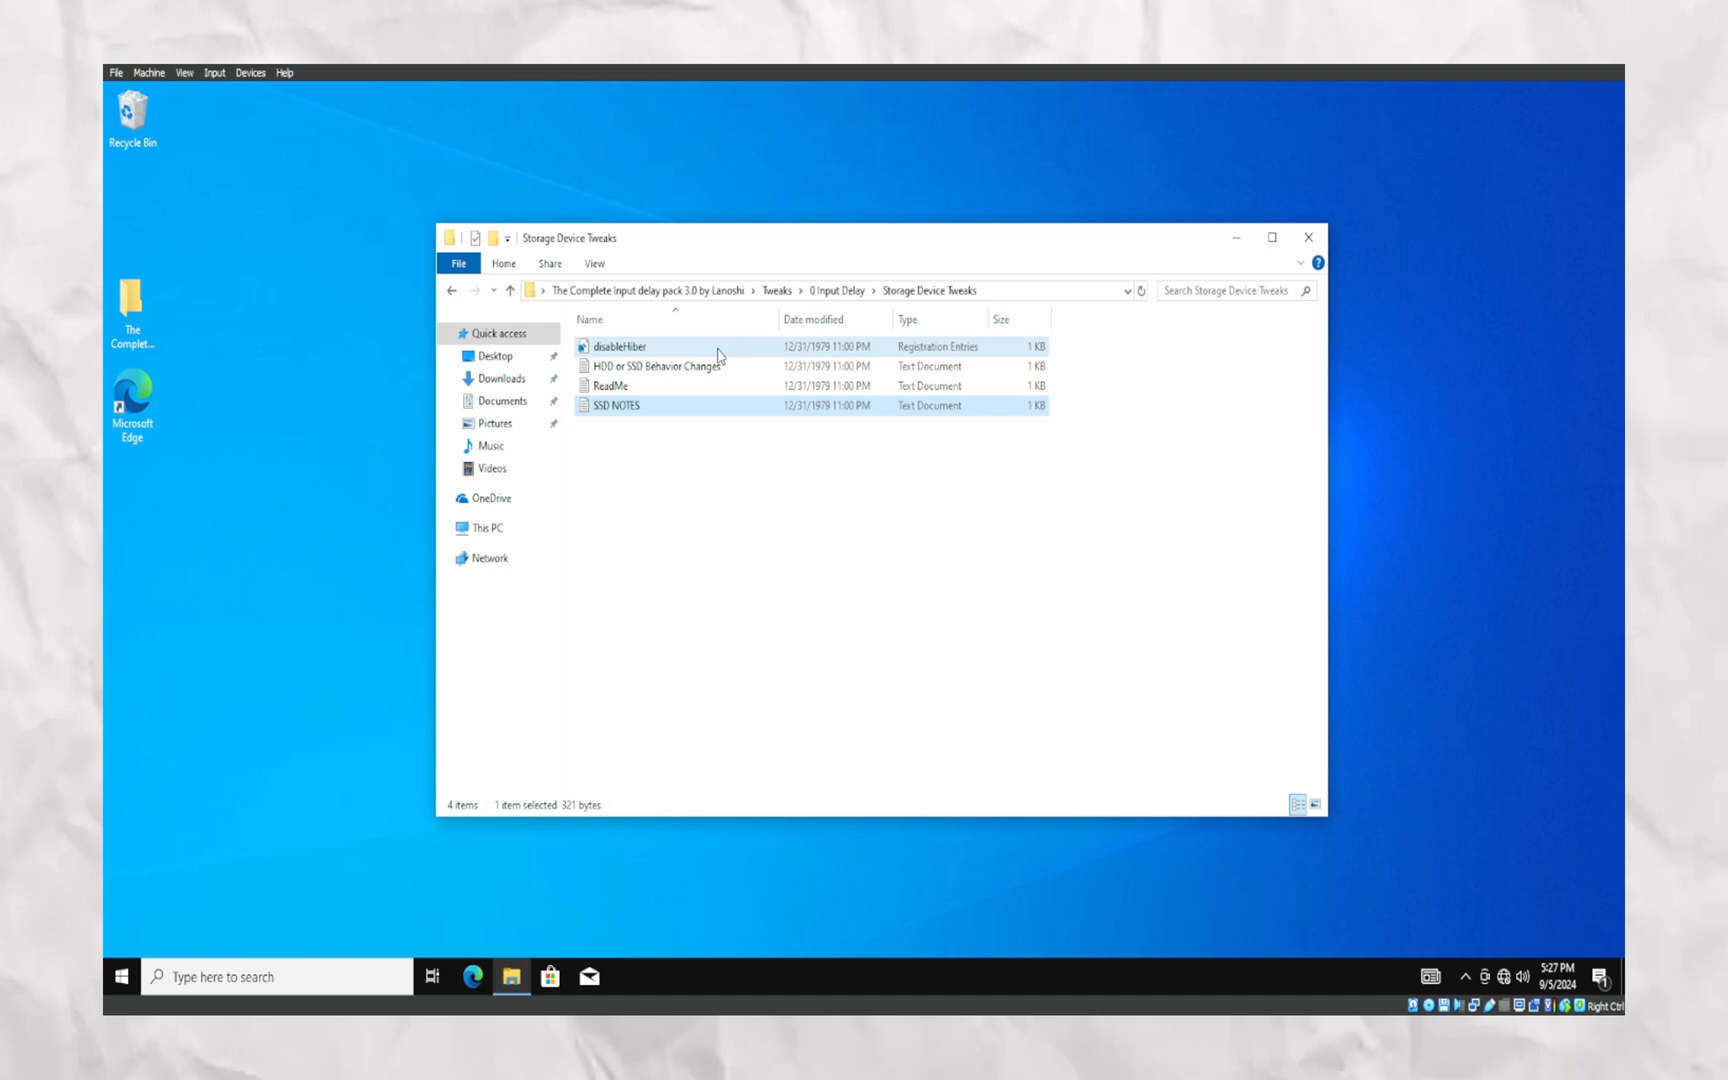 File Machine View Input Devices Help
Recycle Bin
The
Complet...
Microsoft
Edge
Storage Device Tweaks
File Home Share View
The Complete Input delay pack 3.0 by Lanoshi > Tweaks > 0 Input Delay > Storage Device Tweaks
Search Storage Device Tweaks
Name Date modified Type Size
disableHiber 12/31/1979 11:00 PM Registration Entries 1 KB
HDD or SSD Behavior Changes 12/31/1979 11:00 PM Text Document 1 KB
ReadMe 12/31/1979 11:00 PM Text Document 1 KB
SSD NOTES 12/31/1979 11:00 PM Text Document 1 KB
Quick access
Desktop
Downloads
Documents
Pictures
Music
Videos
OneDrive
This PC
Network
4 items 1 item selected 321 bytes
Type here to search
5:27 PM
9/5/2024
1
Right Ctrl